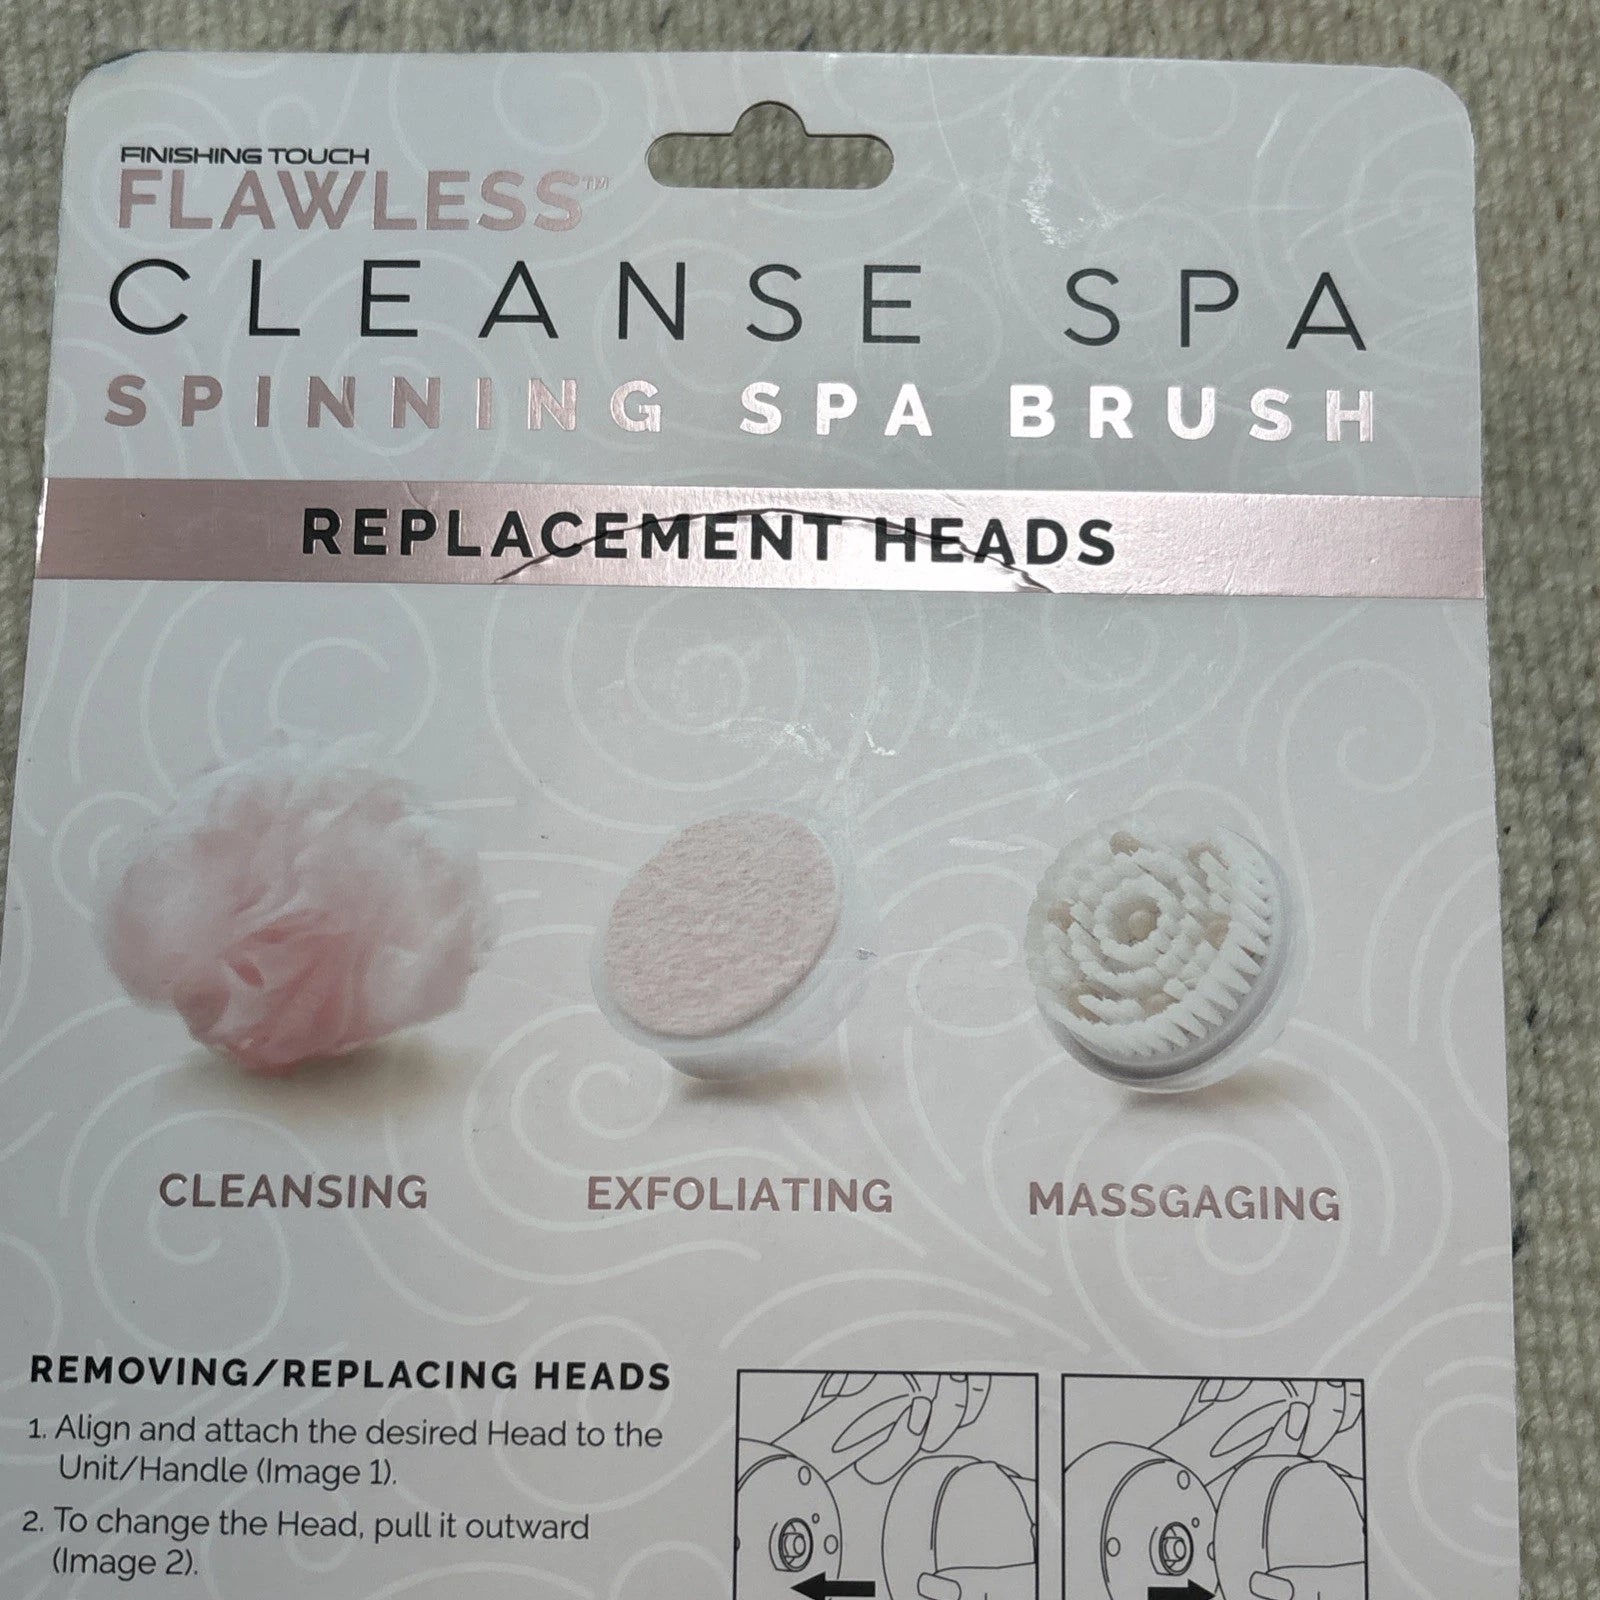 FINISHING TOUCH
FLAWLESS™
CLEANSE SPA
SPINNING SPA BRUSH
REPLACEMENT HEADS
CLEANSING EXFOLIATING MASSGAGING
REMOVING/REPLACING HEADS
1. Align and attach the desired Head to the
Unit/Handle (Image 1).
2. To change the Head, pull it outward
(Image 2).